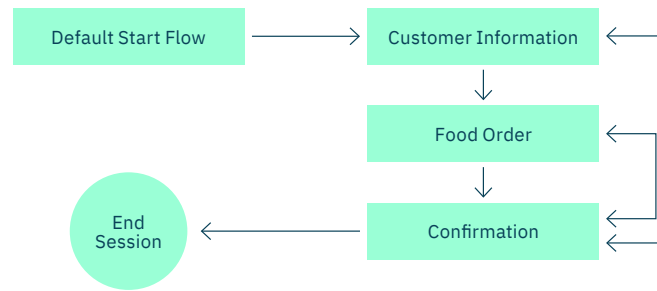 Default Start Flow
Customer Information
Food Order
End
Session
Confirmation